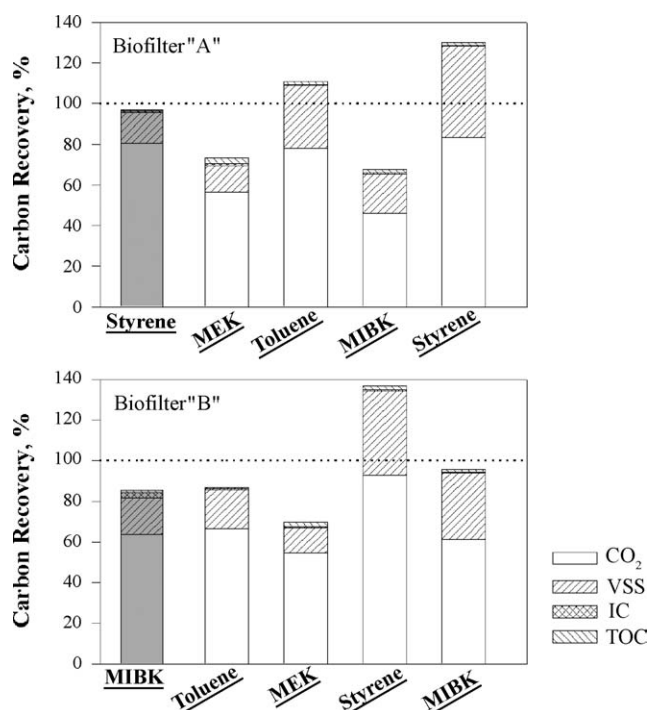 Carbon Recovery, %
140
120
100
80
60
40
20
0
Biofilter "A"
Styrene
MEK
Toluene
MIBK
Styrene
Carbon Recovery, %
140
120
100
80
60
40
20
0
Biofilter "B"
MIBK
Toluene
MEK
Styrene
MIBK
CO₂
VSS
IC
TOC